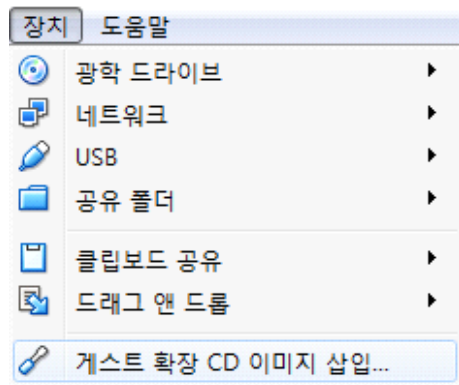 장치 도움말
광학 드라이브
네트워크
USB
공유 폴더
클립보드 공유
드래그 앤 드롭
게스트 확장 CD 이미지 삽입...